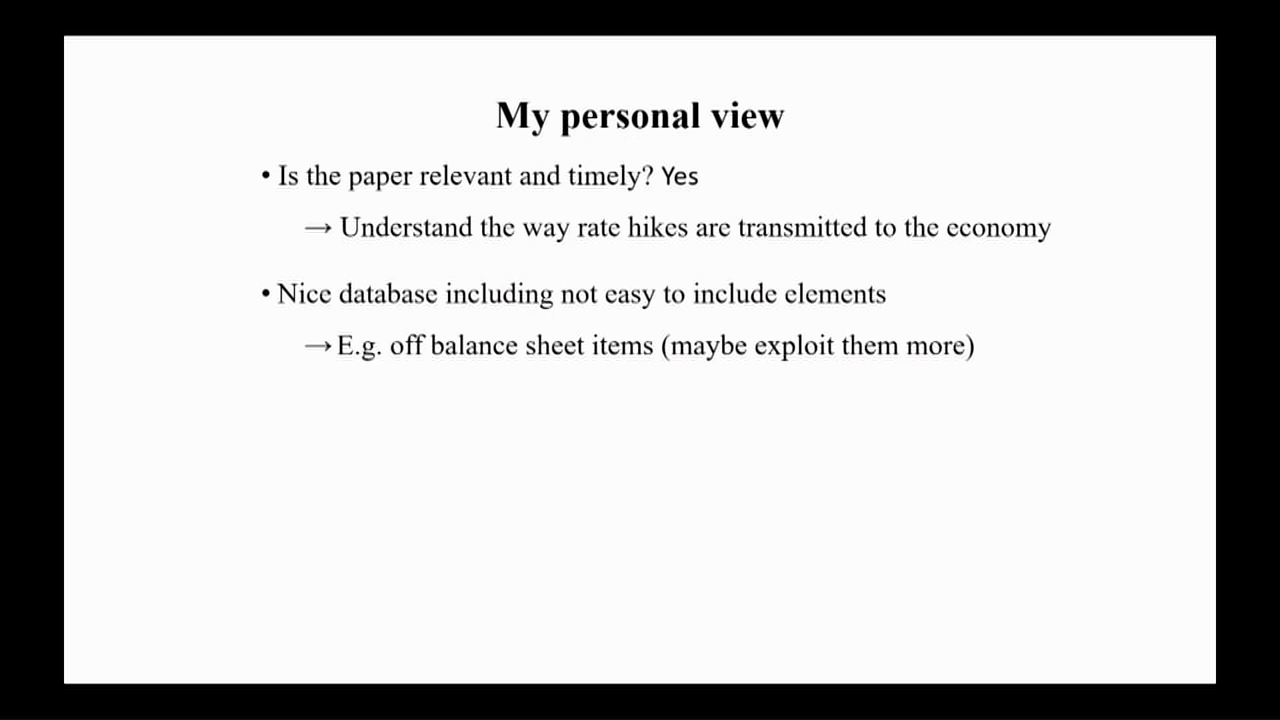 My personal view
• Is the paper relevant and timely? Yes
→ Understand the way rate hikes are transmitted to the economy
• Nice database including not easy to include elements
→ E.g. off balance sheet items (maybe exploit them more)